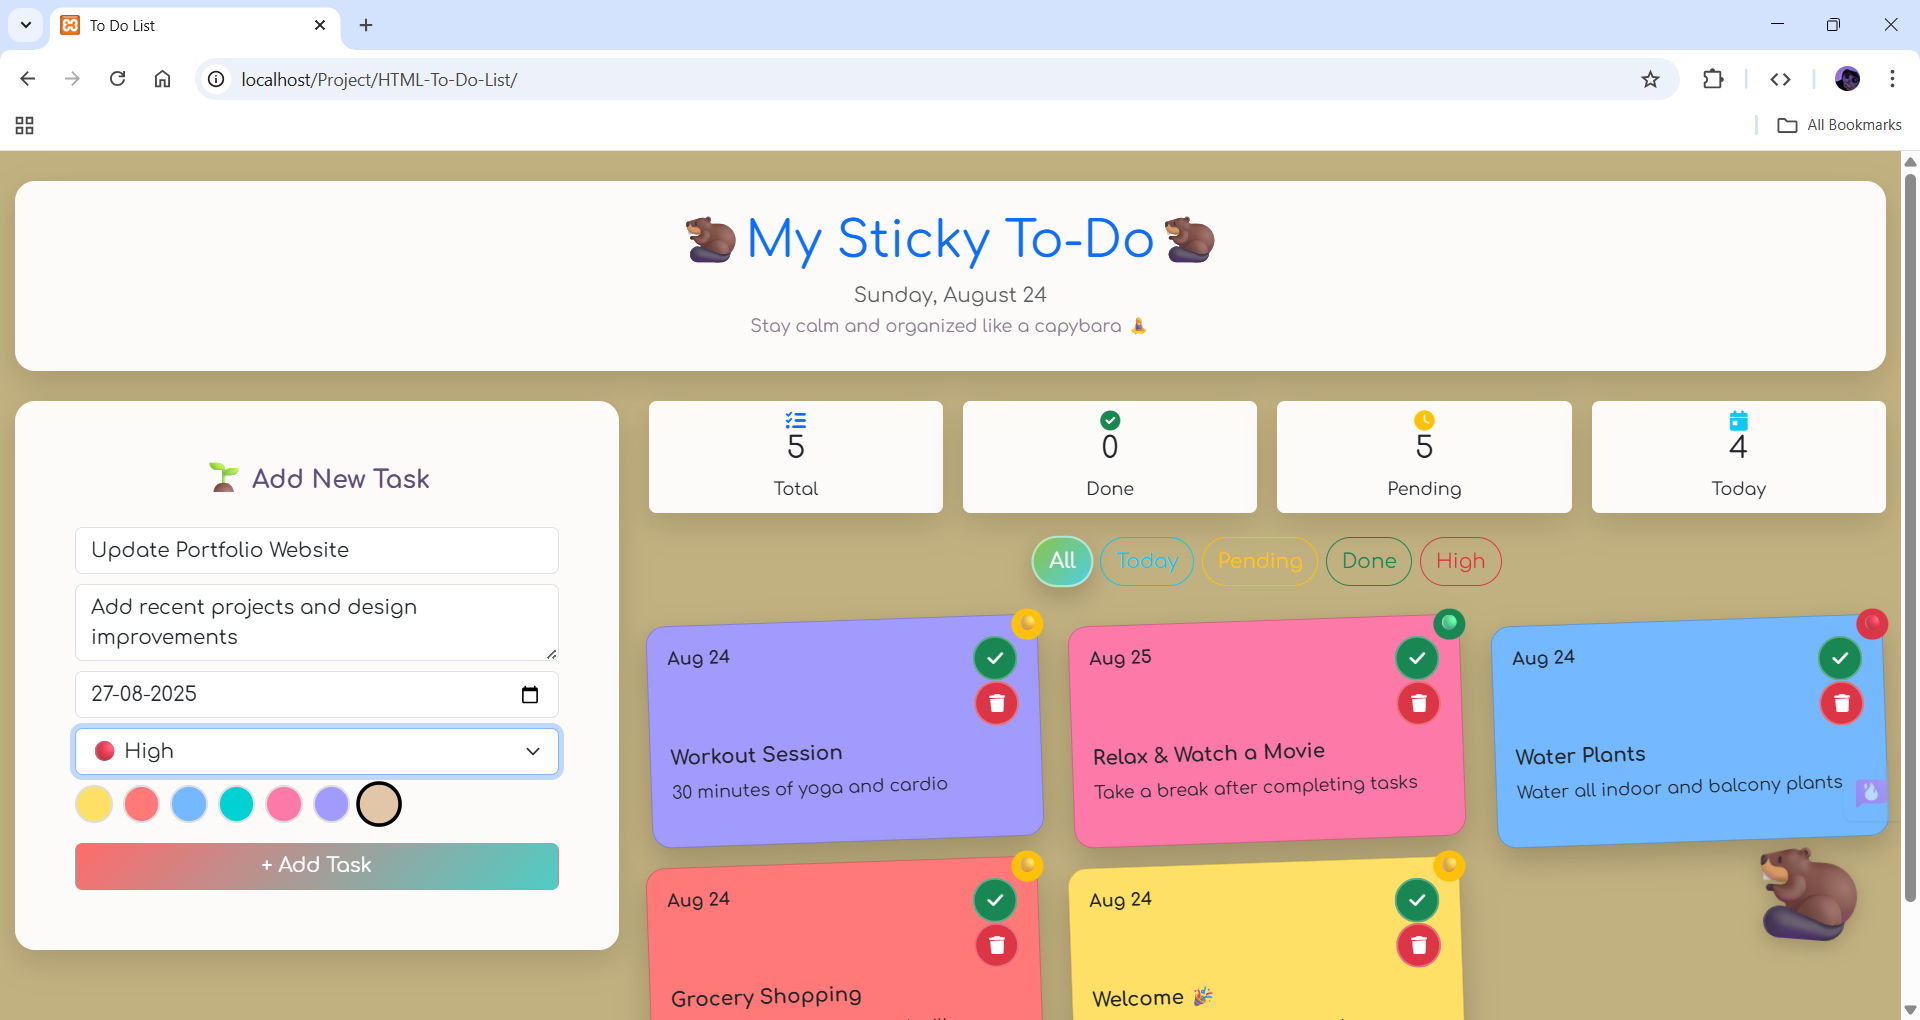 To Do List
localhost/Project/HTML-To-Do-List/
All Bookmarks
My Sticky To-Do
Sunday, August 24
Stay calm and organized like a capybara
Add New Task
Update Portfolio Website
Add recent projects and design
improvements
27-08-2025
High
+ Add Task
5
Total
0
Done
5
Pending
4
Today
All
Today
Pending
Done
High
Aug 24
Workout Session
30 minutes of yoga and cardio
Aug 25
Relax & Watch a Movie
Take a break after completing tasks
Aug 24
Water Plants
Water all indoor and balcony plants
Aug 24
Grocery Shopping
Aug 24
Welcome